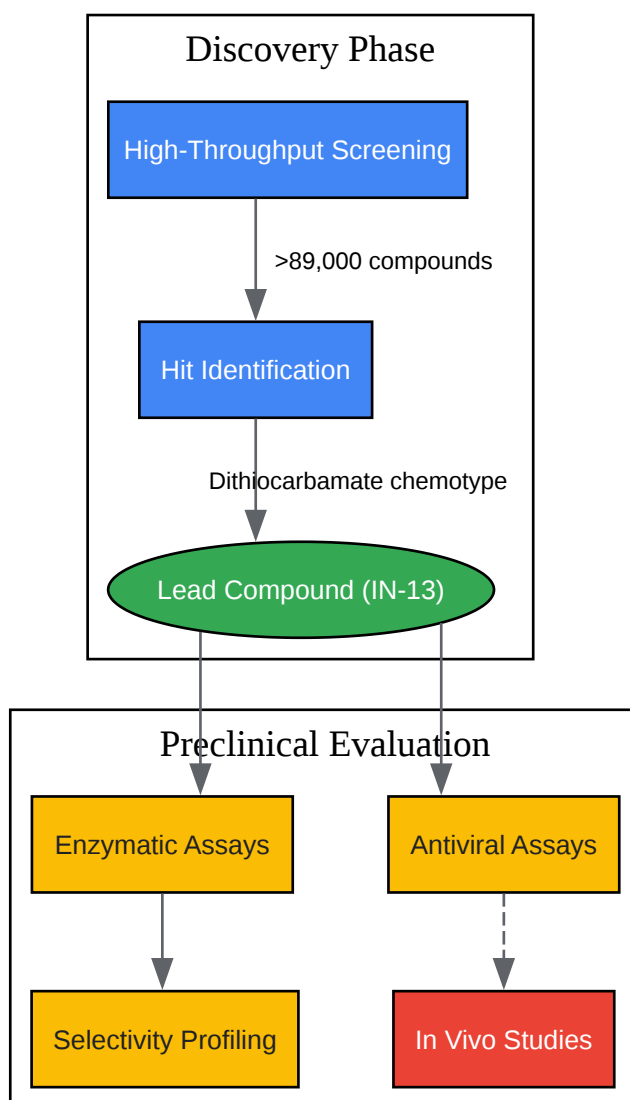 Discovery Phase
High-Throughput Screening
>89,000 compounds
Hit Identification
Dithiocarbamate chemotype
Lead Compound (IN-13)
Preclinical Evaluation
Enzymatic Assays
Antiviral Assays
Selectivity Profiling
In Vivo Studies